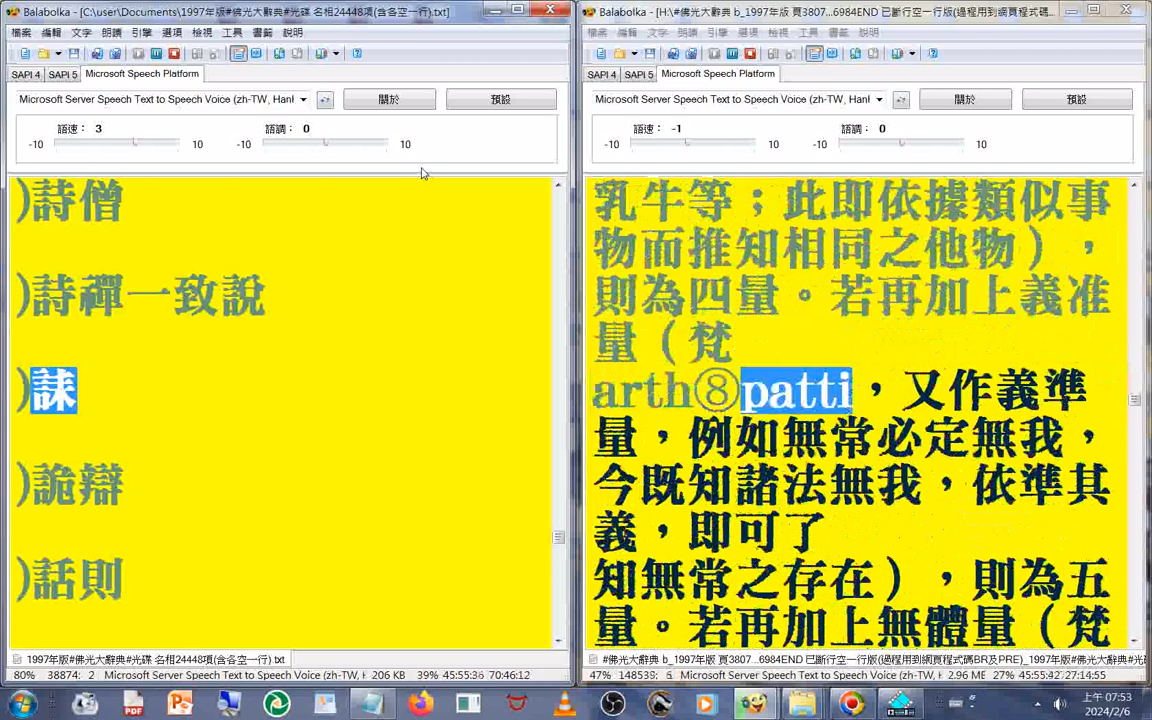 Balabolka - [C:\user\Documents\1997年版#佛光大辭典#光碟 名相24448項(含各空一行).txt]
檔案 編輯 文字 朗讀 引擎 選項 檢視 工具 書籤 說明
SAPI 4 SAPI 5 Microsoft Speech Platform
Microsoft Server Speech Text to Speech Voice (zh-TW, Hanl
關於
預設
語速： 3
語調： 0
-10 10 -10 10
)詩僧
)詩禪一致說
)誄
)詭辯
)話則
1997年版#佛光大辭典#光碟 名相24448項(含各空一行).txt
80% 38874: 2 Microsoft Server Speech Text to Speech Voice (zh-TW, H 206 KB 39% 45:55:36 70:46:12
Balabolka - [H:\#佛光大辭典 b_1997年版 頁3807...6984END 已斷行空一行版(過程用到網頁程式碼
檔案 編輯 文字 朗讀 引擎 選項 檢視 工具 書籤 說明
SAPI 4 SAPI 5 Microsoft Speech Platform
Microsoft Server Speech Text to Speech Voice (zh-TW, Hanl
關於
預設
語速： -1
語調： 0
-10 10 -10 10
乳牛等；此即依據類似事
物而推知相同之他物），
則為四量。若再加上義准
量（梵
arth⑧patti，又作義準
量，例如無常必定無我，
今既知諸法無我，依準其
義，即可了
知無常之存在），則為五
量。若再加上無體量（梵
#佛光大辭典 b_1997年版 頁3807...6984END 已斷行空一行版(過程用到網頁程式碼BR及PRE)_1997年版#佛光
47% 148539: 6 Microsoft Server Speech Text to Speech Voice (zh-TW, H 2.96 MB 27% 45:55:43 27:14:55
上午 07:53
2024/2/6